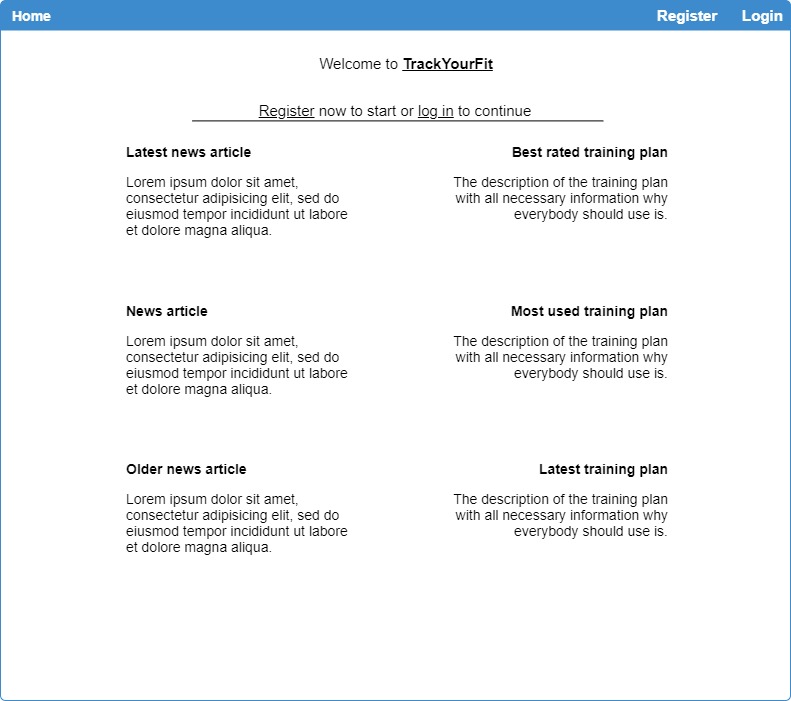 Home
Register
Login
Welcome to TrackYourFit
Register now to start or log in to continue
Latest news article
Lorem ipsum dolor sit amet,
consectetur adipisicing elit, sed do
eiusmod tempor incididunt ut labore
et dolore magna aliqua.
Best rated training plan
The description of the training plan
with all necessary information why
everybody should use is.
News article
Lorem ipsum dolor sit amet,
consectetur adipisicing elit, sed do
eiusmod tempor incididunt ut labore
et dolore magna aliqua.
Most used training plan
The description of the training plan
with all necessary information why
everybody should use is.
Older news article
Lorem ipsum dolor sit amet,
consectetur adipisicing elit, sed do
eiusmod tempor incididunt ut labore
et dolore magna aliqua.
Latest training plan
The description of the training plan
with all necessary information why
everybody should use is.